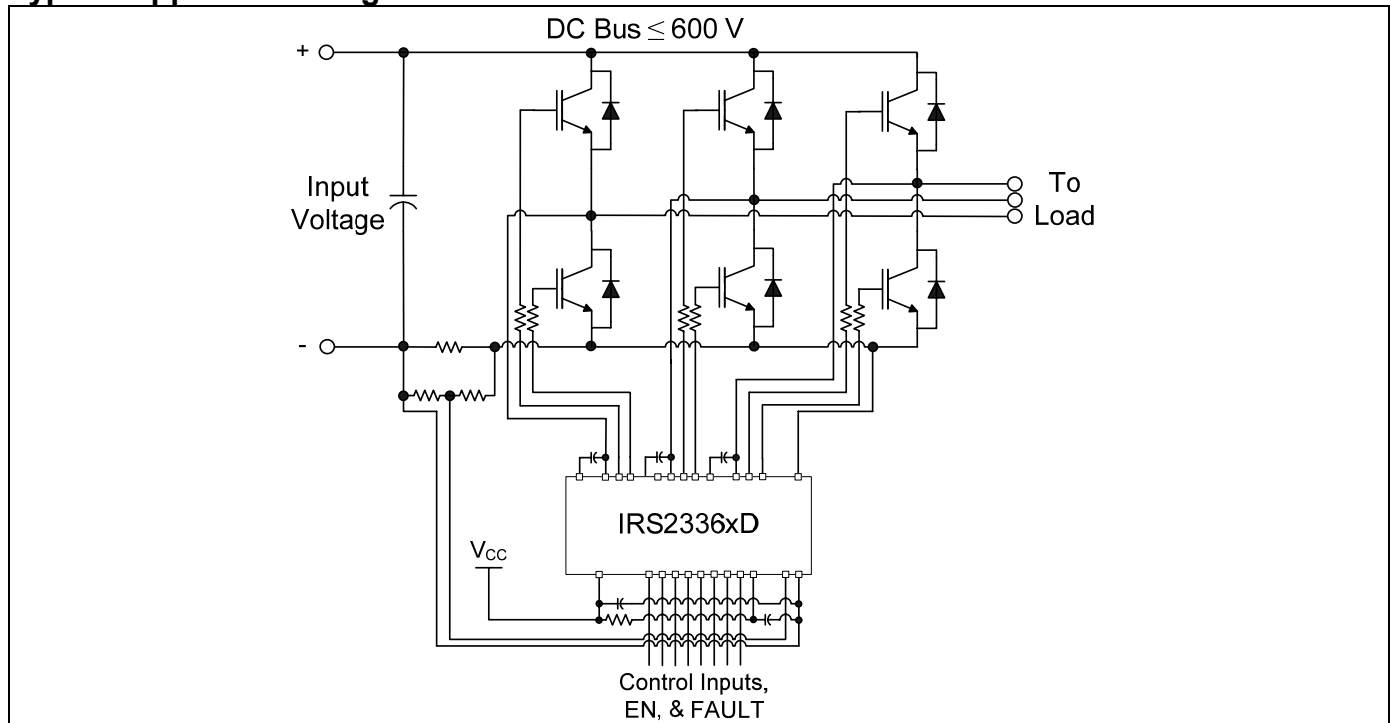 DC Bus ≤ 600 V
+
Input
Voltage
To
Load
-
IRS2336xD
VCC
Control Inputs,
EN, & FAULT